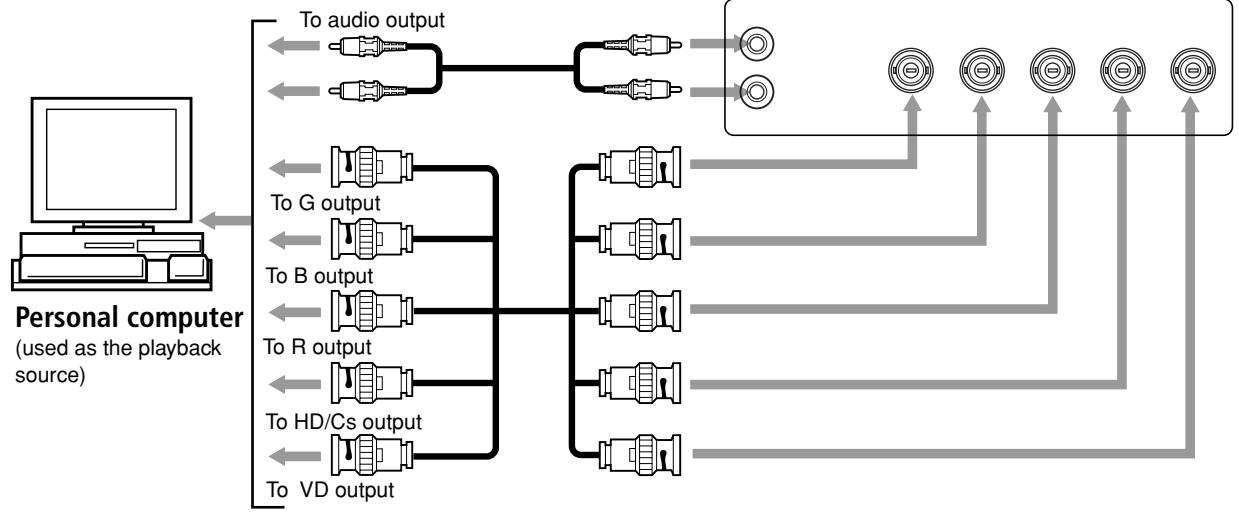 To audio output
To G output
To B output
Personal computer
(used as the playback
source)
To R output
To HD/Cs output
To VD output